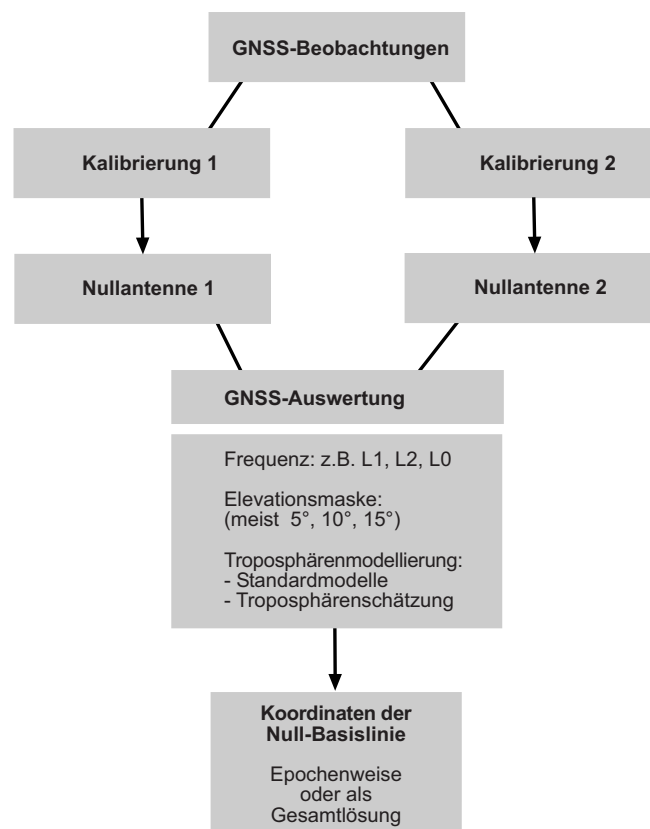 GNSS-Beobachtungen
Kalibrierung 1
Kalibrierung 2
Nullantenne 1
Nullantenne 2
GNSS-Auswertung
Frequenz: z.B. L1, L2, L0
Elevationsmaske:
(meist 5°, 10°, 15°)
Troposphärenmodellierung:
- Standardmodelle
- Troposphärenschätzung
Koordinaten der
Null-Basislinie
Epochenweise
oder als
Gesamtlösung